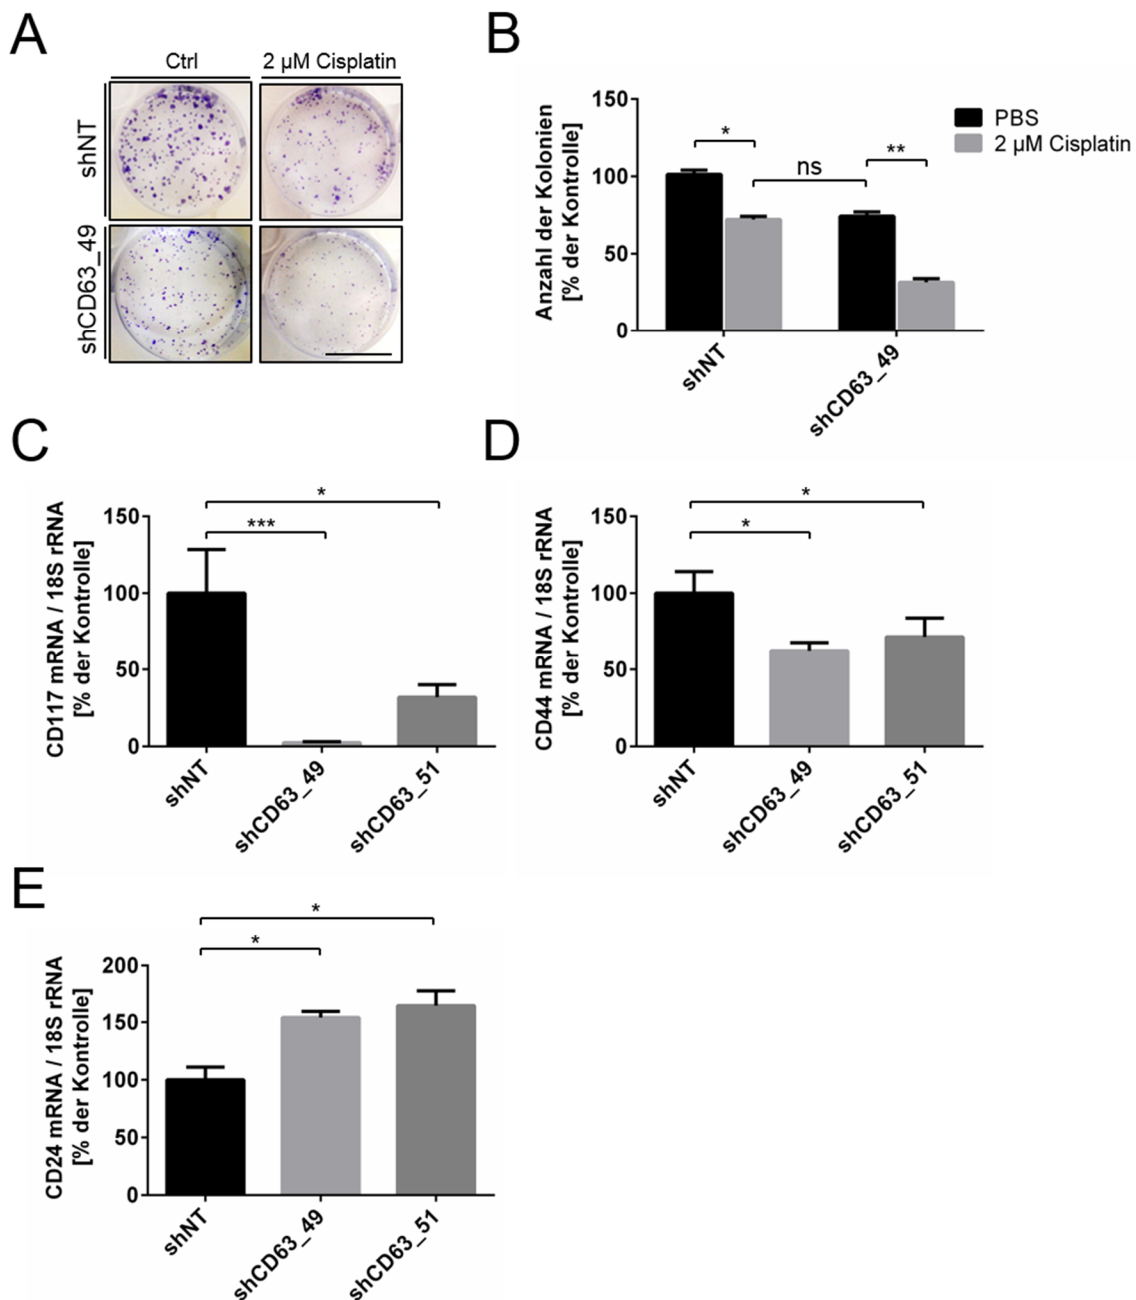 A
Ctrl
2 µM Cisplatin
shNT
shCD63_49
B
Anzahl der Kolonien
[% der Kontrolle]
150
100
50
0
*
ns
**
PBS
2 µM Cisplatin
shNT
shCD63_49
C
CD117 mRNA / 18S rRNA
[% der Kontrolle]
150
100
50
0
*
***
shNT
shCD63_49
shCD63_51
D
CD44 mRNA / 18S rRNA
[% der Kontrolle]
150
100
50
0
*
*
shNT
shCD63_49
shCD63_51
E
CD24 mRNA / 18S rRNA
[% der Kontrolle]
200
150
100
50
0
*
*
shNT
shCD63_49
shCD63_51